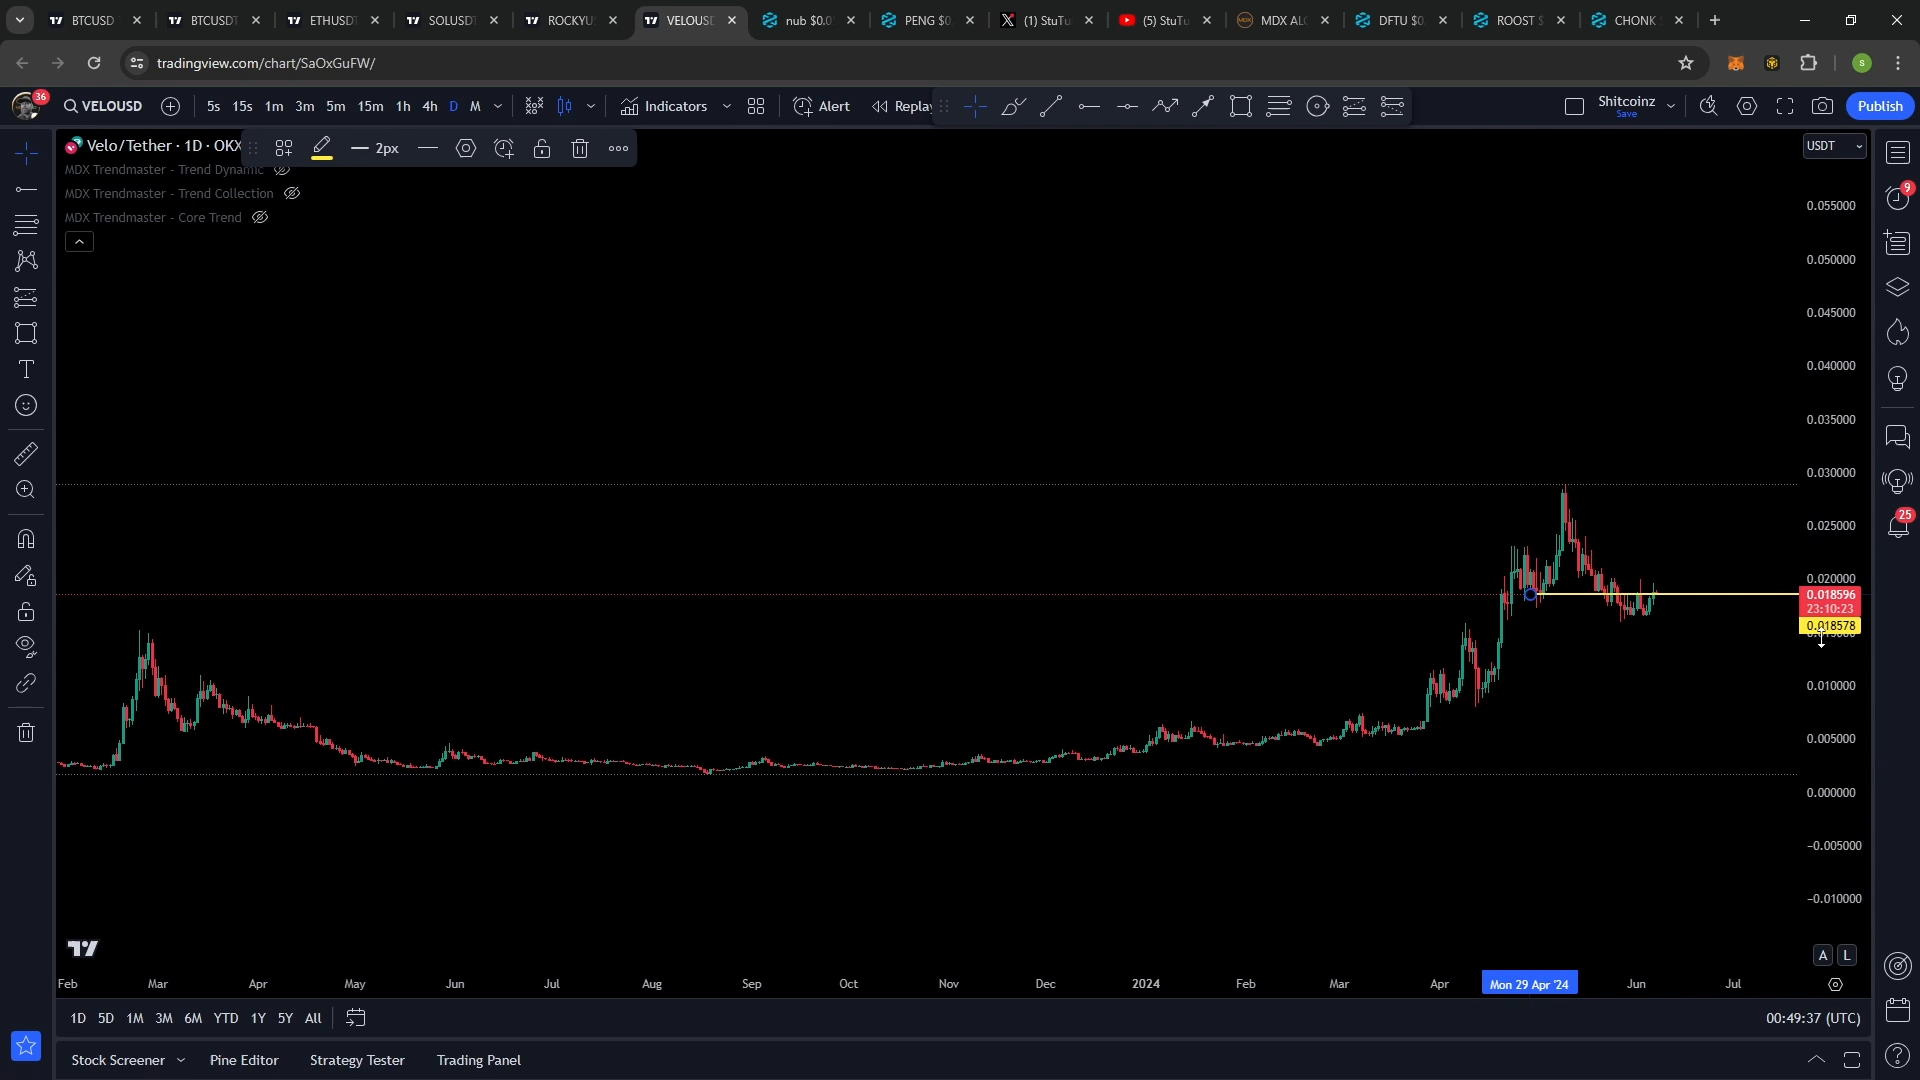 BTCUSD
BTCUSDT
ETHUSDT
SOLUSDT
ROCKYU
VELOUSD
nub $0.0
PENG $0
(1) StuTu
(5) StuTu
MDX ALG
DFTU $0
ROOST $
CHONK
tradingview.com/chart/SaOxGuFW/
S
36
VELOUSD
5s 15s 1m 3m 5m 15m 1h 4h D M
Indicators
Alert
Replay
Shitcoinz
Save
Publish
Velo/Tether · 1D · OKX
2px
USDT
MDX Trendmaster - Trend Dynamic
MDX Trendmaster - Trend Collection
MDX Trendmaster - Core Trend
9
25
0.055000
0.050000
0.045000
0.040000
0.035000
0.030000
0.025000
0.020000
0.018596
23:10:23
0.018578
0.010000
0.005000
0.000000
−0.005000
−0.010000
A L
Feb Mar Apr May Jun Jul Aug Sep Oct Nov Dec 2024 Feb Mar Apr Mon 29 Apr '24 Jun Jul
1D 5D 1M 3M 6M YTD 1Y 5Y All
00:49:37 (UTC)
Stock Screener Pine Editor Strategy Tester Trading Panel